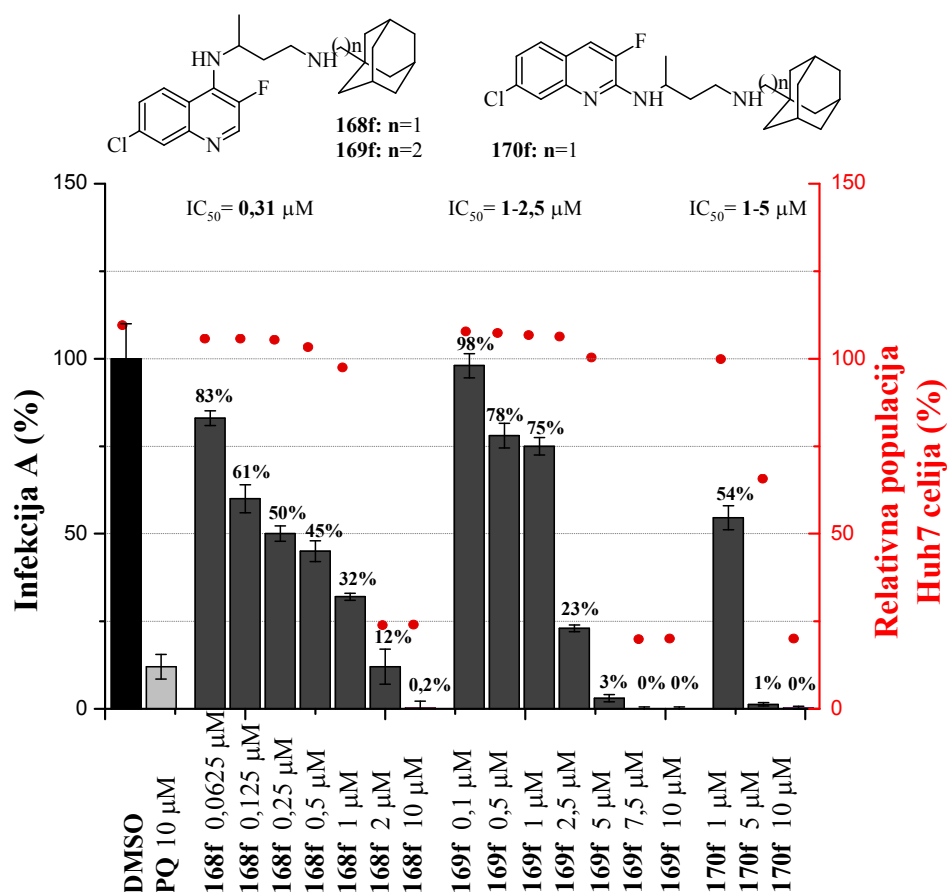 HN
NH
( )n
F
N
Cl
168f: n=1
169f: n=2
F
Cl
N
HN
NH
( )n
170f: n=1
IC50= 0,31 μM
IC50= 1-2,5 μM
IC50= 1-5 μM
Infekcija A (%)
150
100
50
0
83%
61%
50%
45%
32%
12%
0,2%
98%
78%
75%
23%
3%
0%
0%
54%
1%
0%
150
100
50
0
Relativna populacija
Huh7 celija (%)
DMSO
PQ 10 μM
168f 0,0625 μM
168f 0,125 μM
168f 0,25 μM
168f 0,5 μM
168f 1 μM
168f 2 μM
168f 10 μM
169f 0,1 μM
169f 0,5 μM
169f 1 μM
169f 2,5 μM
169f 5 μM
169f 7,5 μM
169f 10 μM
170f 1 μM
170f 5 μM
170f 10 μM